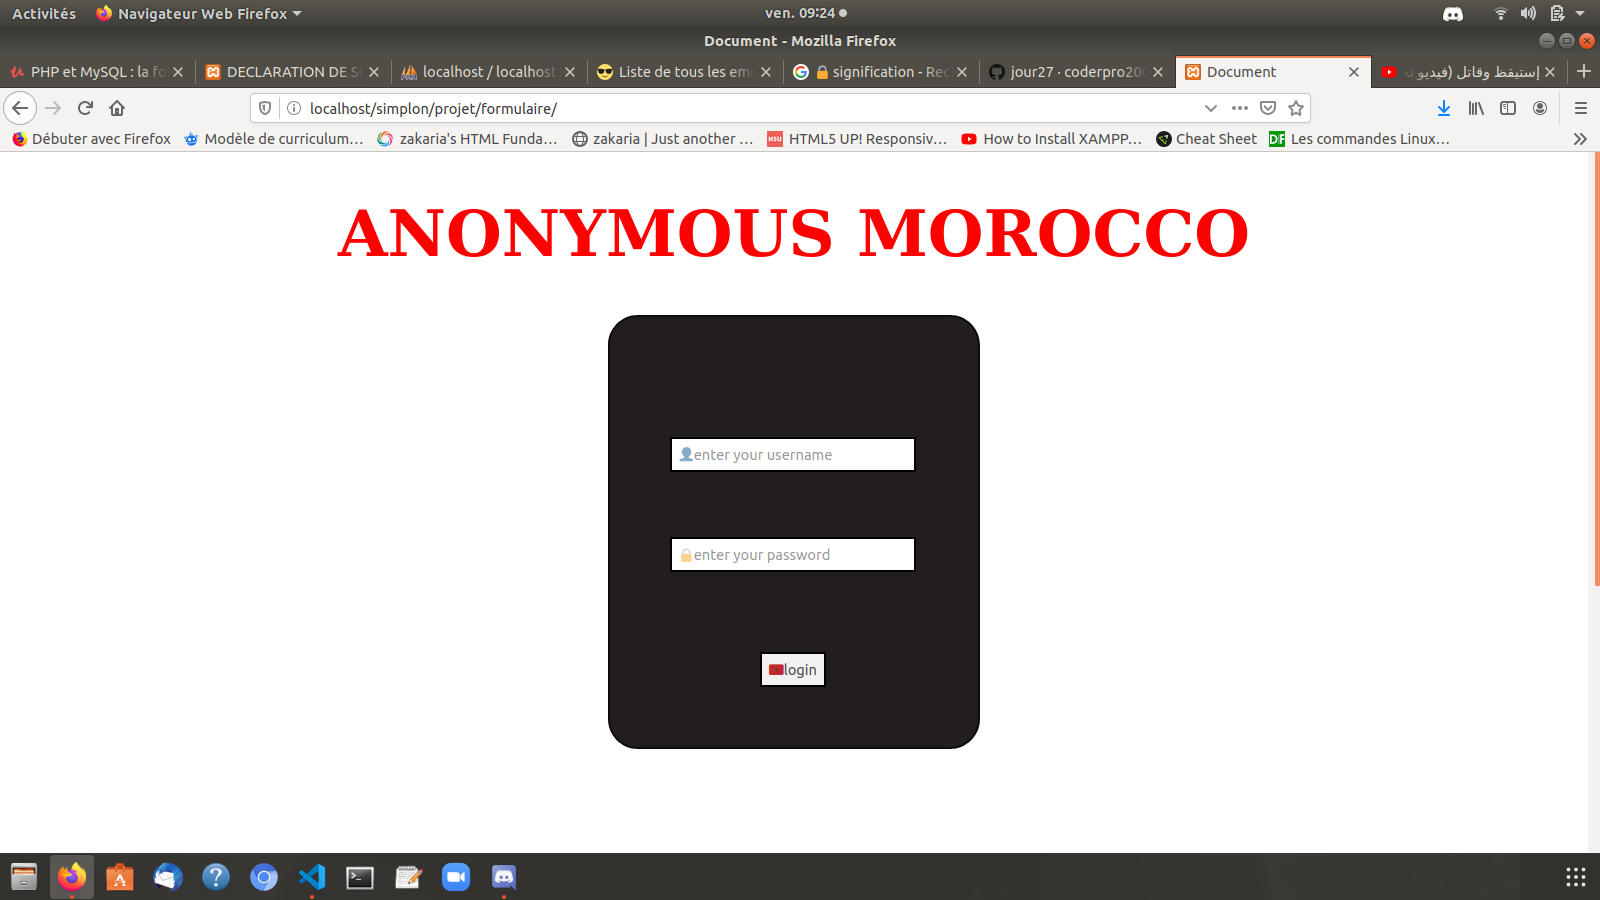 Activités
Navigateur Web Firefox
ven. 09:24
Document - Mozilla Firefox
PHP et MySQL : la fo
DECLARATION DE S
localhost / localhost
Liste de tous les em
signification - Rec
jour27 · coderpro200
Document
إستيقظ وقاتل (فيديو
localhost/simplon/projet/formulaire/
Débuter avec Firefox
Modèle de curriculum…
zakaria's HTML Funda…
zakaria | Just another …
HSU
HTML5 UP! Responsiv…
How to Install XAMPP…
Cheat Sheet
DF
Les commandes Linux…
ANONYMOUS MOROCCO
👤enter your username
🔒enter your password
🇲🇦login